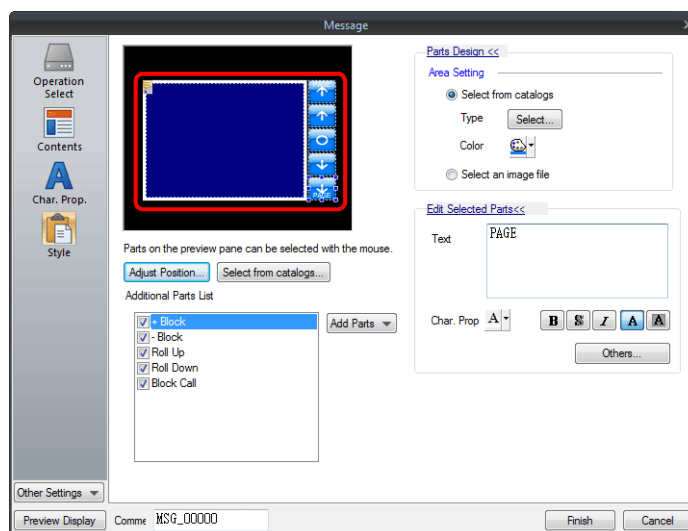 Message
Operation
Select
Contents
Char. Prop.
Style
Other Settings
PAGE
Parts on the preview pane can be selected with the mouse.
Adjust Position...
Select from catalogs...
Additional Parts List
+ Block
- Block
Roll Up
Roll Down
Block Call
Add Parts
Parts Design <<
Area Setting
Select from catalogs
Type
Select...
Color
Select an image file
Edit Selected Parts<<
Text
PAGE
Char. Prop
A
B
S
I
A
A
Others...
Preview Display
Comme
MSG_00000
Finish
Cancel